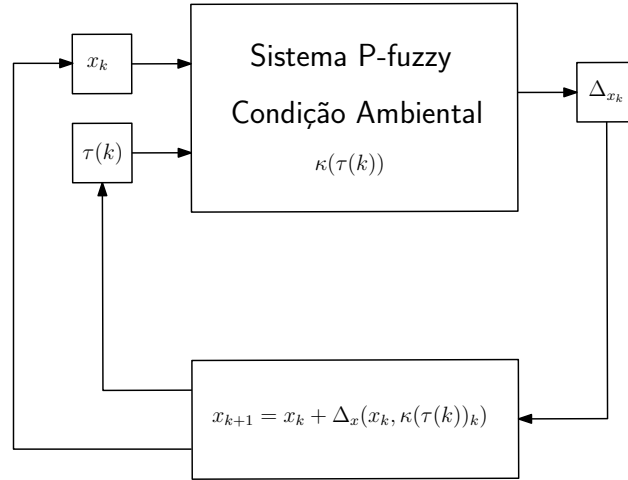 x_k
Sistema P-fuzzy
Condição Ambiental
κ(τ(k))
Δ_{x_k}
τ(k)
x_{k+1} = x_k + Δ_x(x_k, κ(τ(k))_k)